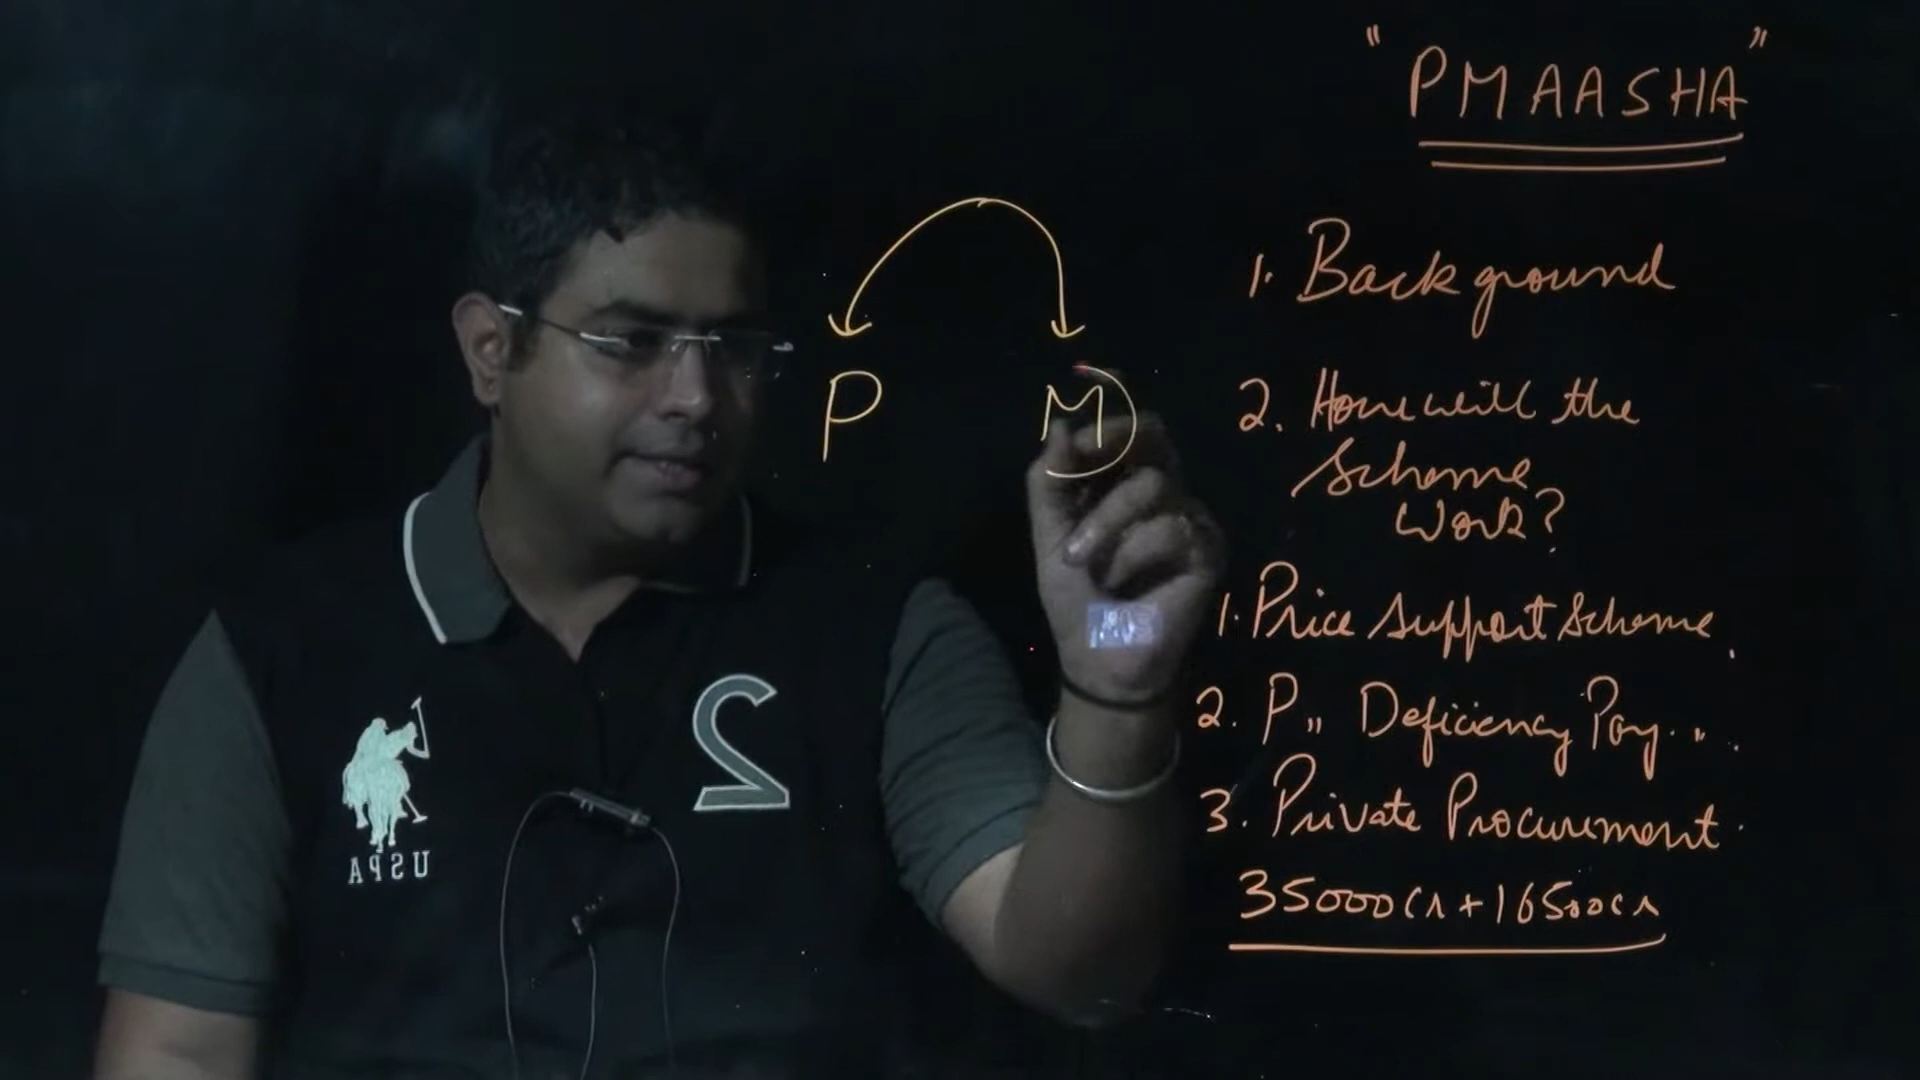 "PMAASHA"
1. Background
2. How will the
Scheme
Work?
1. Price Support Scheme.
2. P,, Deficiency Pay. ,, .
3. Private Procurement.
35000Cr + 16500Cr
P M
2
USPA